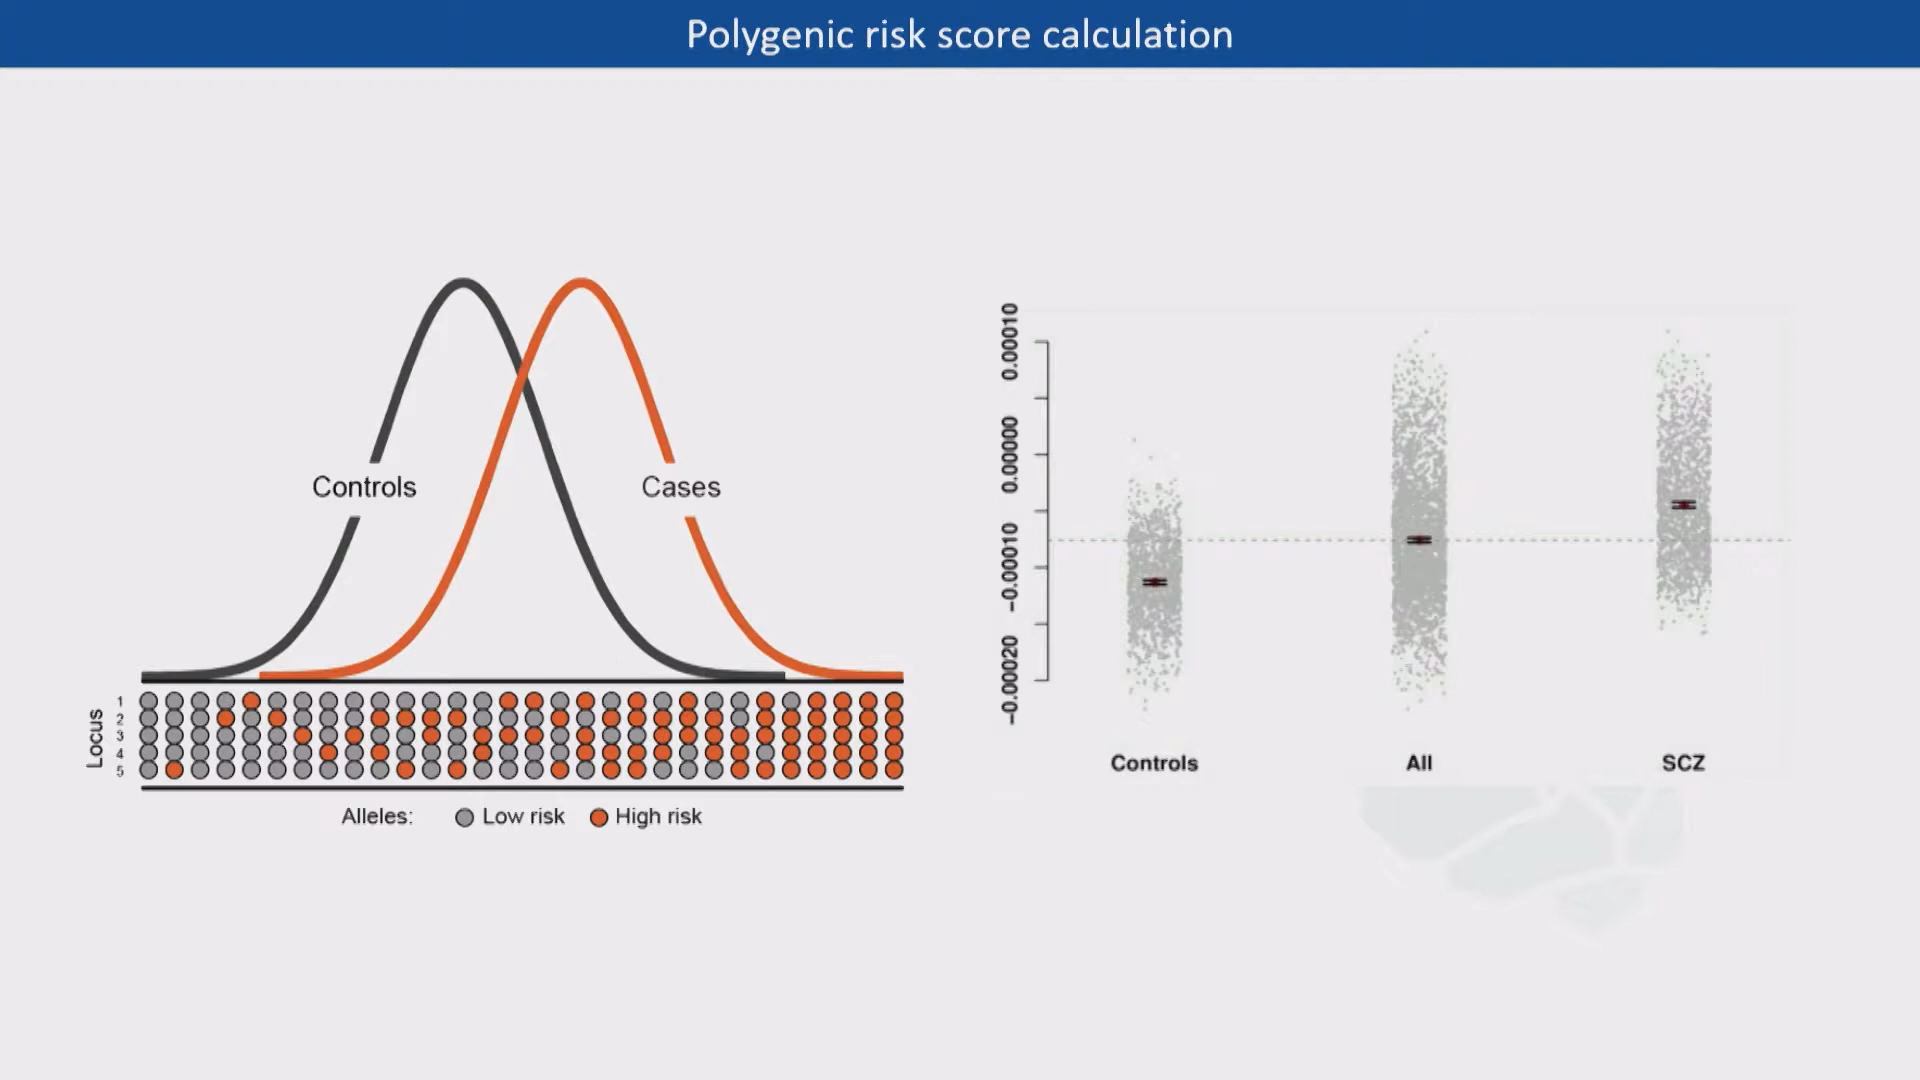 Polygenic risk score calculation
Controls
Cases
Locus
1
2
3
4
5
Alleles: Low risk High risk
0.00010
0.00000
−0.00010
−0.00020
Controls All SCZ